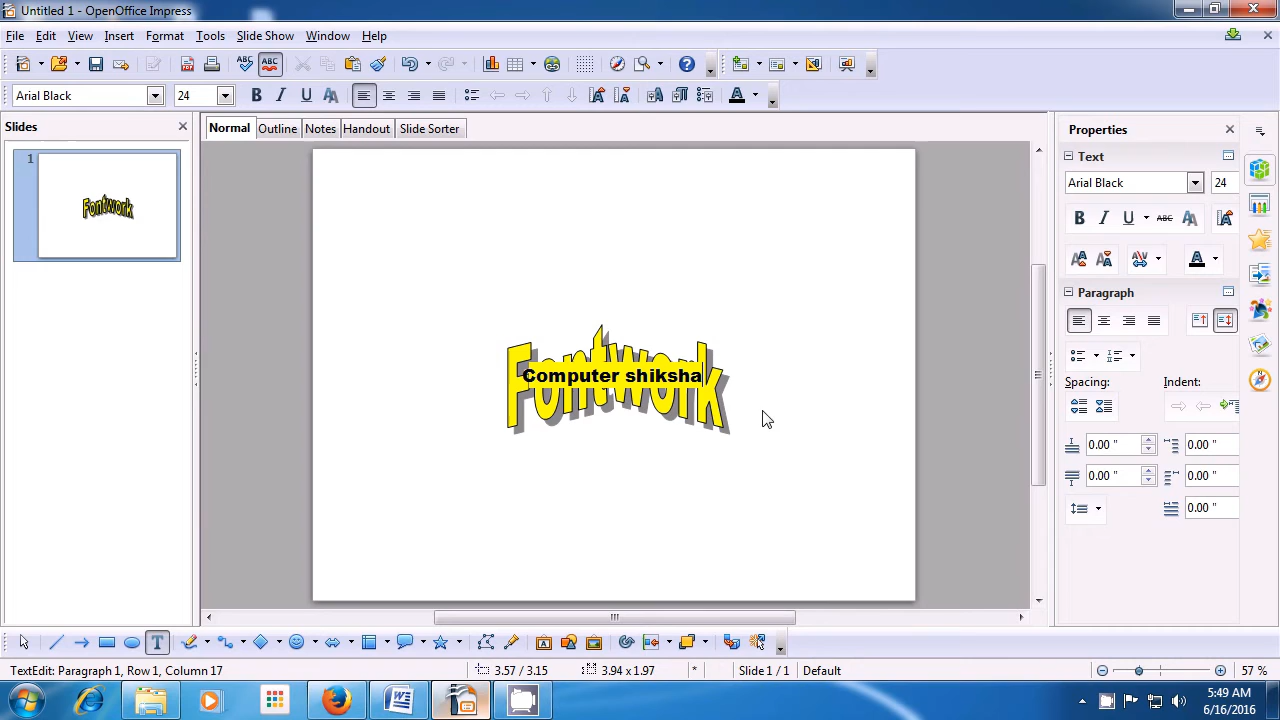 Untitled 1 - OpenOffice Impress
File Edit View Insert Format Tools Slide Show Window Help
Arial Black 24
Slides
Normal Outline Notes Handout Slide Sorter
Properties
1
Fontwork
Text
Arial Black 24
Paragraph
Fontwork
Computer shiksha
Spacing: Indent:
0.00 " 0.00 "
0.00 " 0.00 "
0.00 "
TextEdit: Paragraph 1, Row 1, Column 17 3.57 / 3.15 3.94 x 1.97 * Slide 1 / 1 Default 57 %
5:49 AM
6/16/2016